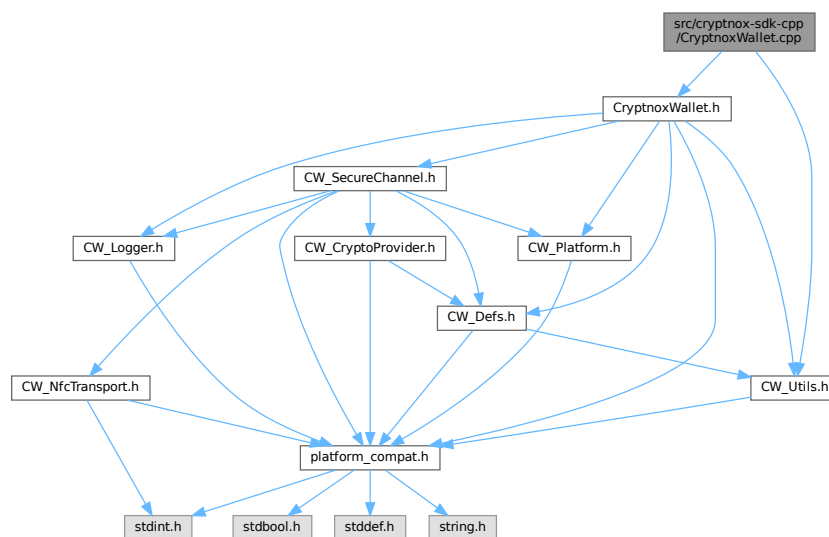 src/cryptnox-sdk-cpp
/CryptnoxWallet.cpp
CryptnoxWallet.h
CW_SecureChannel.h
CW_Logger.h
CW_CryptoProvider.h
CW_Platform.h
CW_Defs.h
CW_NfcTransport.h
CW_Utils.h
platform_compat.h
stdint.h
stdbool.h
stddef.h
string.h